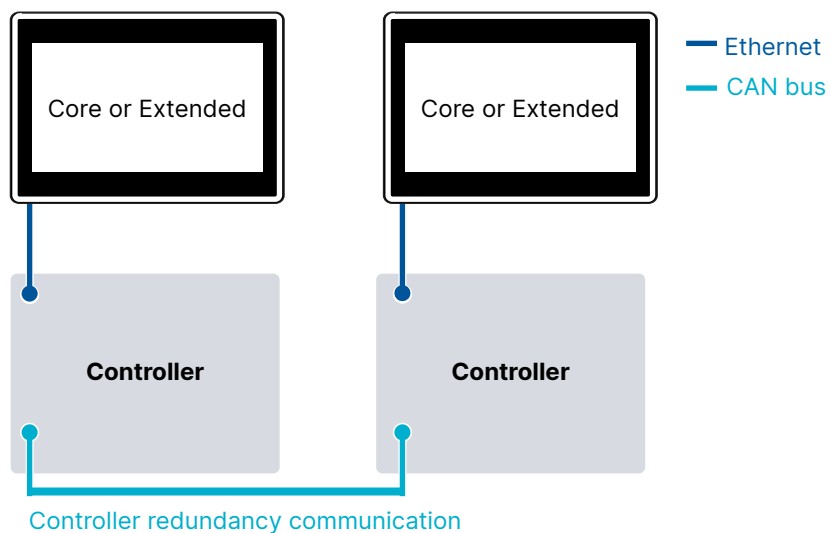 Core or Extended
Core or Extended
Ethernet
CAN bus
Controller
Controller
Controller redundancy communication